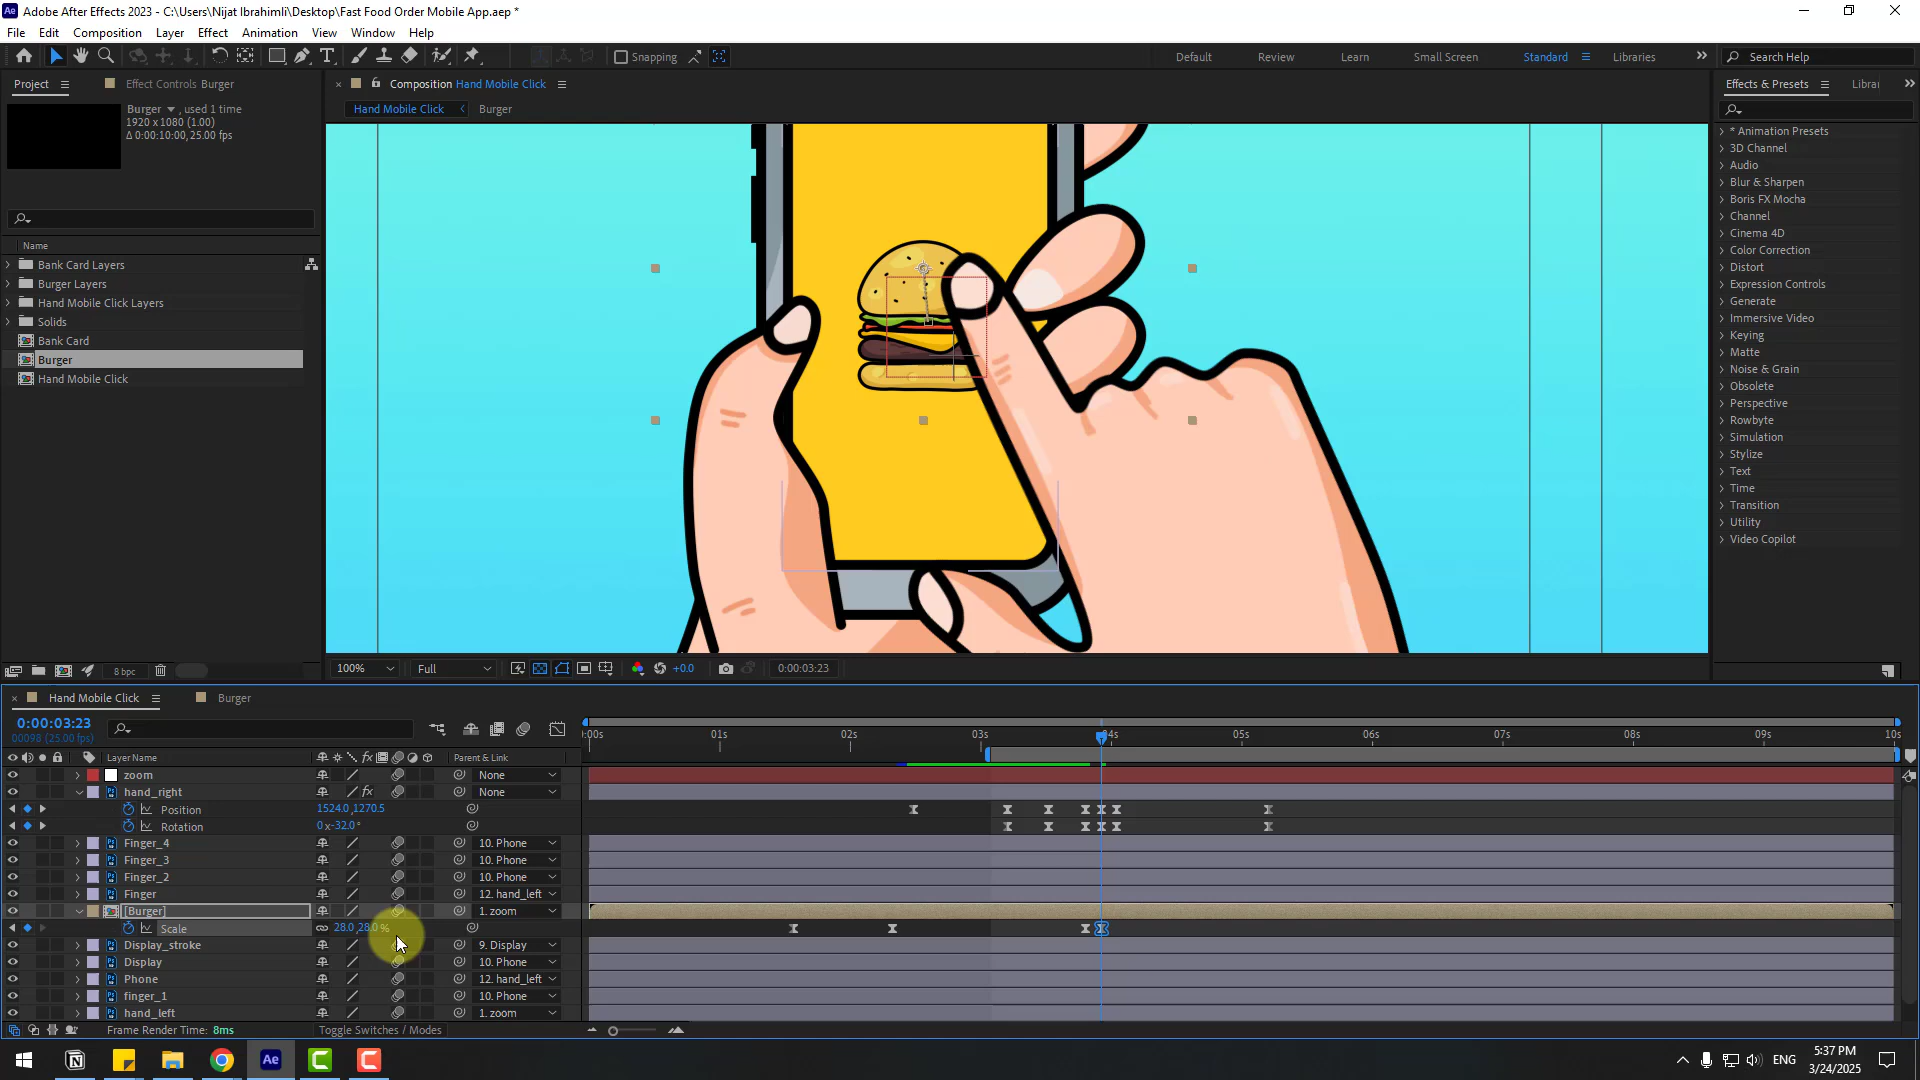 Adobe After Effects 2023 - C:\Users\Nijat Ibrahimli\Desktop\Fast Food Order Mobile App.aep *
File Edit Composition Layer Effect Animation View Window Help
Snapping Default Review Learn Small Screen Standard Libraries Search Help
Project Effect Controls Burger
Composition Hand Mobile Click
Effects & Presets
Burger , used 1 time
1920 x 1080 (1.00)
Δ 0:00:10:00, 25.00 fps
Hand Mobile Click Burger
Name
Bank Card Layers
Burger Layers
Hand Mobile Click Layers
Solids
Bank Card
Burger
Hand Mobile Click
8 bpc
* Animation Presets
3D Channel
Audio
Blur & Sharpen
Boris FX Mocha
Channel
Cinema 4D
Color Correction
Distort
Expression Controls
Generate
Immersive Video
Keying
Matte
Noise & Grain
Obsolete
Perspective
Rowbyte
Simulation
Stylize
Text
Time
Transition
Utility
Video Copilot
100% Full +0.0 0:00:03:23
Hand Mobile Click Burger
0:00:03:23
00098 (25.00 fps)
:00s 01s 02s 03s 04s 05s 06s 07s 08s 09s 10s
Layer Name Parent & Link
zoom None
hand_right None
Position 1524.0,1270.5
Rotation 0x-32.0°
Finger_4 10. Phone
Finger_3 10. Phone
Finger_2 10. Phone
Finger 12. hand_left
[Burger] 1. zoom
Scale 28.0,28.0%
Display_stroke 9. Display
Display 10. Phone
Phone 12. hand_left
finger_1 10. Phone
hand_left 1. zoom
Frame Render Time: 8ms Toggle Switches / Modes
Ae
ENG
5:37 PM
3/24/2025